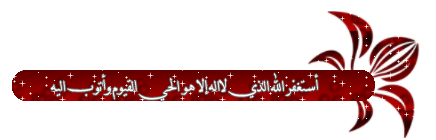 أستغفر الله الذي لا إله إلا هو الحي القيوم وأتوب إليه